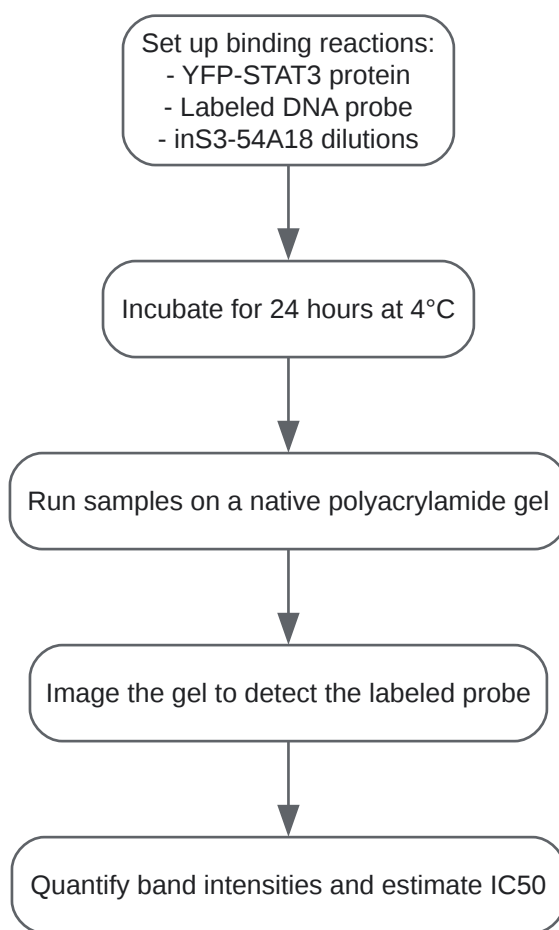 Set up binding reactions:
- YFP-STAT3 protein
- Labeled DNA probe
- inS3-54A18 dilutions
Incubate for 24 hours at 4°C
Run samples on a native polyacrylamide gel
Image the gel to detect the labeled probe
Quantify band intensities and estimate IC50